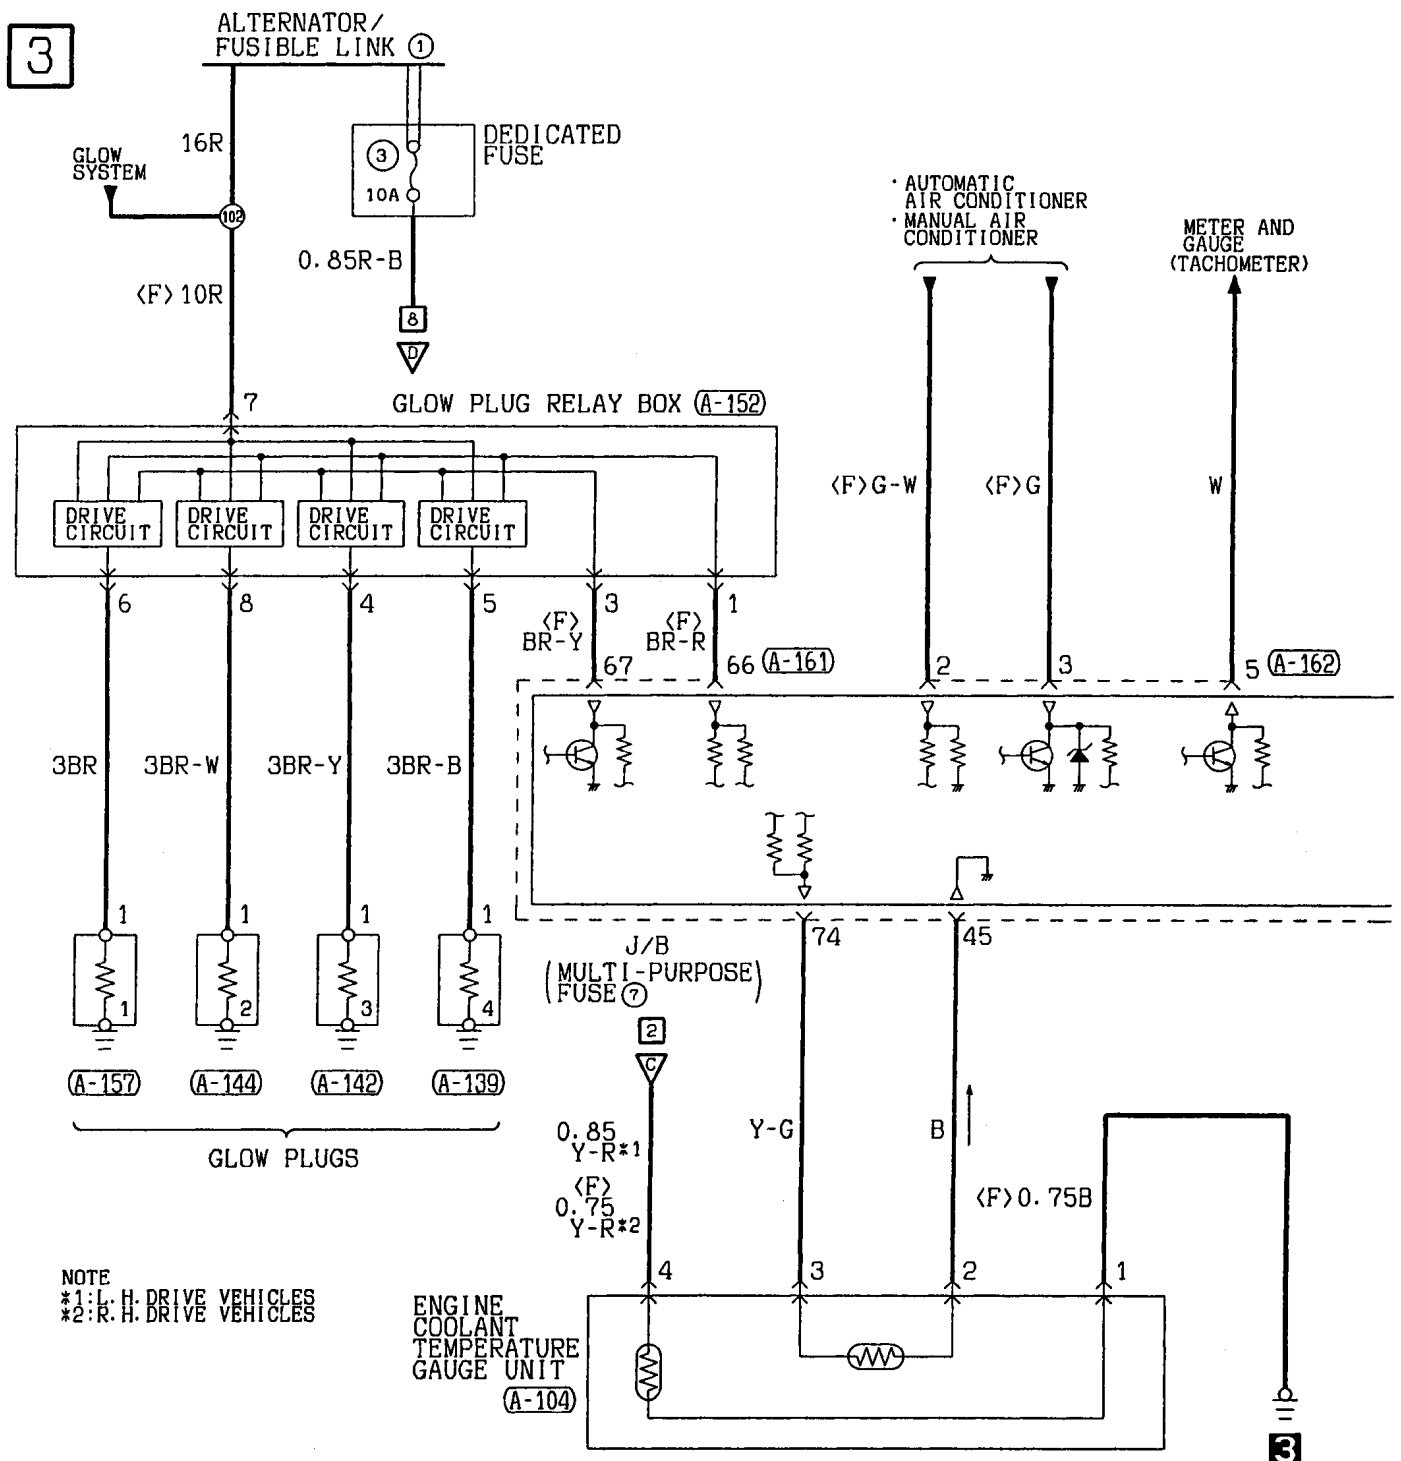 3
ALTERNATOR/
FUSIBLE LINK ①
16R
GLOW
SYSTEM
102
③
10A
DEDICATED
FUSE
0.85R-B
8
D
<F>10R
· AUTOMATIC
AIR CONDITIONER
· MANUAL AIR
CONDITIONER
METER AND
GAUGE
(TACHOMETER)
7
GLOW PLUG RELAY BOX A-152
<F>G-W
<F>G
W
DRIVE
CIRCUIT
DRIVE
CIRCUIT
DRIVE
CIRCUIT
DRIVE
CIRCUIT
6
8
4
5
3
1
<F>
BR-Y
<F>
BR-R
67
66 A-161
2
3
5 A-162
3BR
3BR-W
3BR-Y
3BR-B
1
1
1
1
1
2
3
4
A-157
A-144
A-142
A-139
GLOW PLUGS
74
45
J/B
(MULTI-PURPOSE)
FUSE⑦
2
C
0.85
Y-R*1
<F>
0.75
Y-R*2
Y-G
B
<F>0.75B
4
3
2
1
NOTE
*1:L.H.DRIVE VEHICLES
*2:R.H.DRIVE VEHICLES
ENGINE
COOLANT
TEMPERATURE
GAUGE UNIT
A-104
3